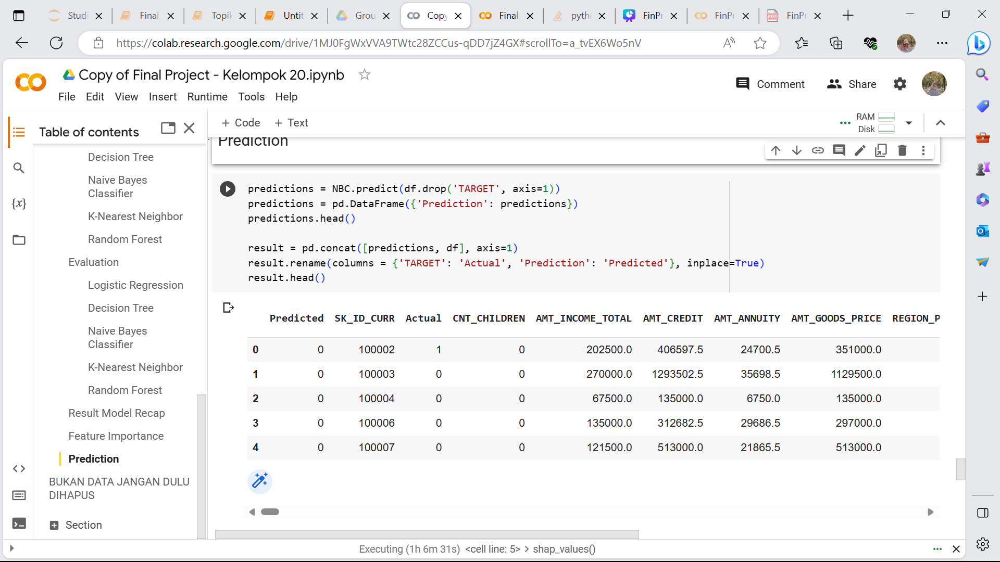 Studi
Final
Topik
Untit
Grou
Copy
Final
pytho
FinPr
FinPr
FinPr
https://colab.research.google.com/drive/1MJ0FgWxVVA9TWtc28ZCCus-qDD7jZ4GX#scrollTo=a_tvEX6Wo5nV
Copy of Final Project - Kelompok 20.ipynb
File Edit View Insert Runtime Tools Help
Comment
Share
Table of contents
Decision Tree
Naive Bayes
Classifier
K-Nearest Neighbor
Random Forest
Evaluation
Logistic Regression
Decision Tree
Naive Bayes
Classifier
K-Nearest Neighbor
Random Forest
Result Model Recap
Feature Importance
Prediction
BUKAN DATA JANGAN DULU
DIHAPUS
Section
+ Code + Text
RAM
Disk
Prediction
predictions = NBC.predict(df.drop('TARGET', axis=1))
predictions = pd.DataFrame({'Prediction': predictions})
predictions.head()
result = pd.concat([predictions, df], axis=1)
result.rename(columns = {'TARGET': 'Actual', 'Prediction': 'Predicted'}, inplace=True)
result.head()
Predicted SK_ID_CURR Actual CNT_CHILDREN AMT_INCOME_TOTAL AMT_CREDIT AMT_ANNUITY AMT_GOODS_PRICE REGION_P
0 0 100002 1 0 202500.0 406597.5 24700.5 351000.0
1 0 100003 0 0 270000.0 1293502.5 35698.5 1129500.0
2 0 100004 0 0 67500.0 135000.0 6750.0 135000.0
3 0 100006 0 0 135000.0 312682.5 29686.5 297000.0
4 0 100007 0 0 121500.0 513000.0 21865.5 513000.0
Executing (1h 6m 31s) <cell line: 5> > shap_values()